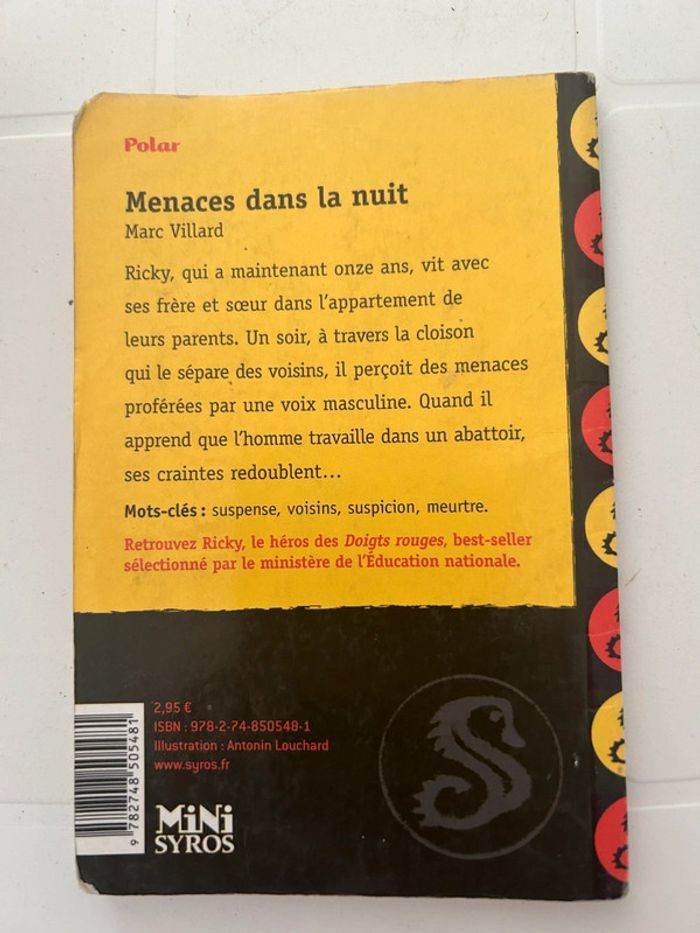 Polar
Menaces dans la nuit
Marc Villard
Ricky, qui a maintenant onze ans, vit avec
ses frère et sœur dans l'appartement de
leurs parents. Un soir, à travers la cloison
qui le sépare des voisins, il perçoit des menaces
proférées par une voix masculine. Quand il
apprend que l'homme travaille dans un abattoir,
ses craintes redoublent...
Mots-clés : suspense, voisins, suspicion, meurtre.
Retrouvez Ricky, le héros des Doigts rouges, best-seller
sélectionné par le ministère de l'Éducation nationale.
2,95 €
ISBN : 978-2-74-850548-1
Illustration : Antonin Louchard
www.syros.fr
9 782748 505481
MiNi
SYROS